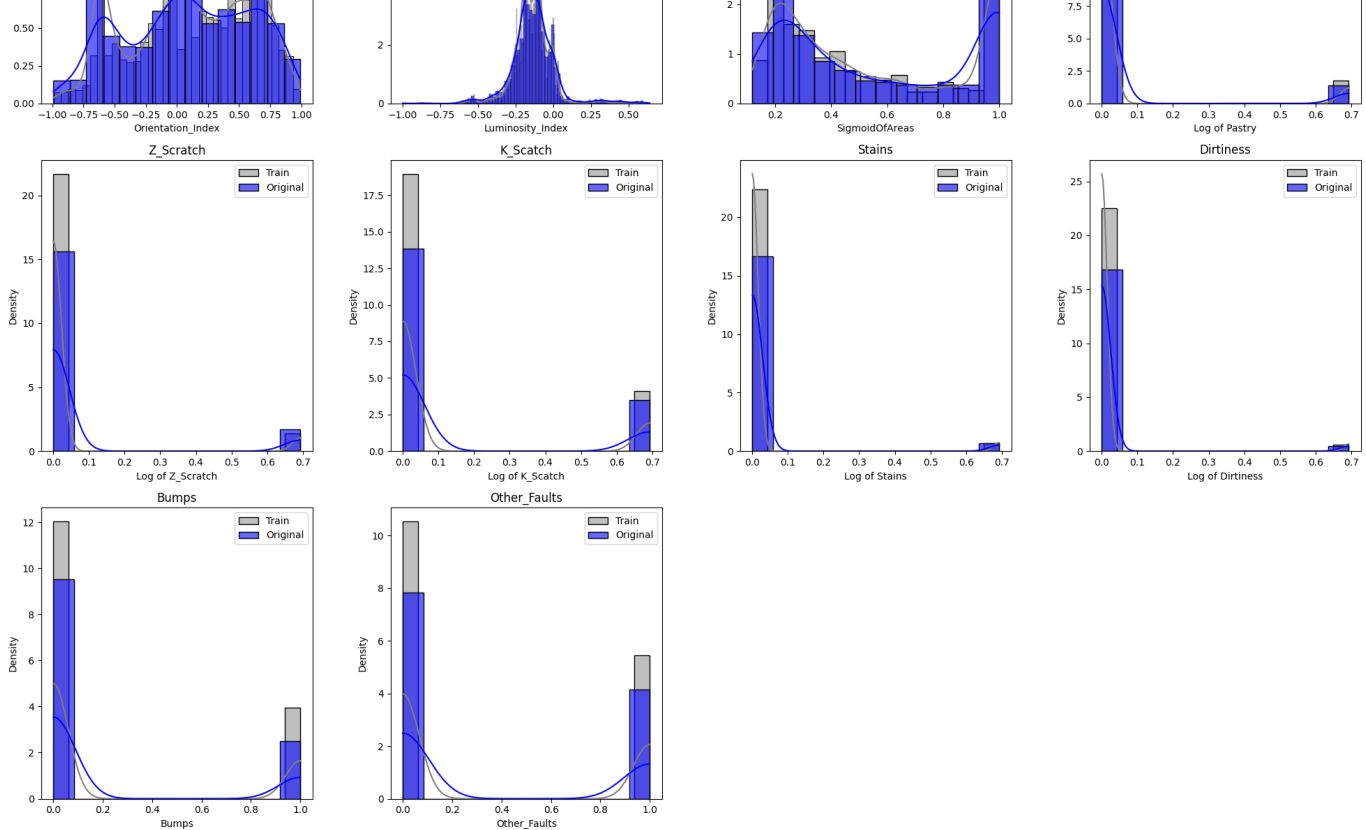 0.50
0.25
0.00
−1.00 −0.75 −0.50 −0.25 0.00 0.25 0.50 0.75 1.00
Orientation_Index
2
0
−1.00 −0.75 −0.50 −0.25 0.00 0.25 0.50
Luminosity_Index
2
1
0
0.2 0.4 0.6 0.8 1.0
SigmoidOfAreas
7.5
5.0
2.5
0.0
0.0 0.1 0.2 0.3 0.4 0.5 0.6 0.7
Log of Pastry
Z_Scratch
Train
Original
20
15
10
5
0
Density
0.0 0.1 0.2 0.3 0.4 0.5 0.6 0.7
Log of Z_Scratch
K_Scatch
Train
Original
17.5
15.0
12.5
10.0
7.5
5.0
2.5
0.0
Density
0.0 0.1 0.2 0.3 0.4 0.5 0.6 0.7
Log of K_Scatch
Stains
Train
Original
20
15
10
5
0
Density
0.0 0.1 0.2 0.3 0.4 0.5 0.6 0.7
Log of Stains
Dirtiness
Train
Original
25
20
15
10
5
0
Density
0.0 0.1 0.2 0.3 0.4 0.5 0.6 0.7
Log of Dirtiness
Bumps
Train
Original
12
10
8
6
4
2
0
Density
0.0 0.2 0.4 0.6 0.8 1.0
Bumps
Other_Faults
Train
Original
10
8
6
4
2
0
Density
0.0 0.2 0.4 0.6 0.8 1.0
Other_Faults